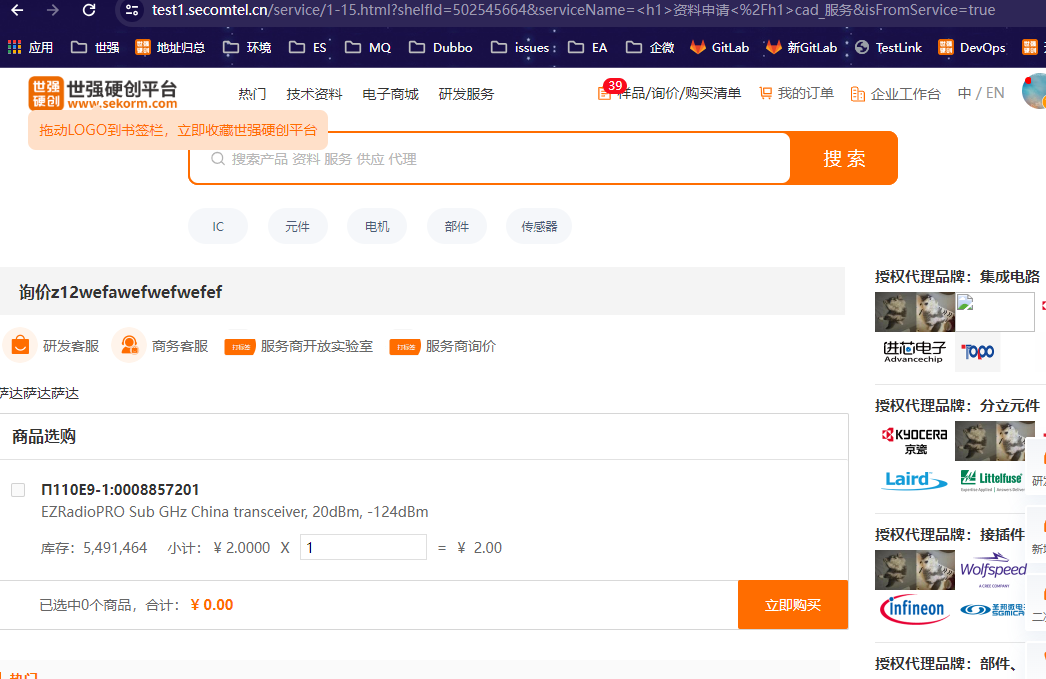 test1.secomtel.cn/service/1-15.html?shelfId=502545664&serviceName=<h1>资料申请<%2Fh1>cad_服务&isFromService=true
应用 世强 地址归总 环境 ES MQ Dubbo issues EA 企微 GitLab 新GitLab TestLink DevOps
世强硬创 世强硬创平台
www.sekorm.com
热门 技术资料 电子商城 研发服务 39 样品/询价/购买清单 我的订单 企业工作台 中 / EN
拖动LOGO到书签栏，立即收藏世强硬创平台
搜索产品 资料 服务 供应 代理 搜 索
IC 元件 电机 部件 传感器
询价z12wefawefwefwefef
研发客服 商务客服 打标签 服务商开放实验室 打标签 服务商询价
萨达萨达萨达
商品选购
П110E9-1:0008857201
EZRadioPRO Sub GHz China transceiver, 20dBm, -124dBm
库存：5,491,464 小计：¥ 2.0000 X 1 = ¥ 2.00
已选中0个商品，合计：¥ 0.00 立即购买
热门
授权代理品牌：集成电路
进芯电子
Advancechip
Topo
授权代理品牌：分立元件
KYOCERA
京瓷
Laird
Littelfuse
授权代理品牌：接插件
Wolfspeed
A CREE COMPANY
infineon
圣邦微电子
SGMICRO
授权代理品牌：部件、